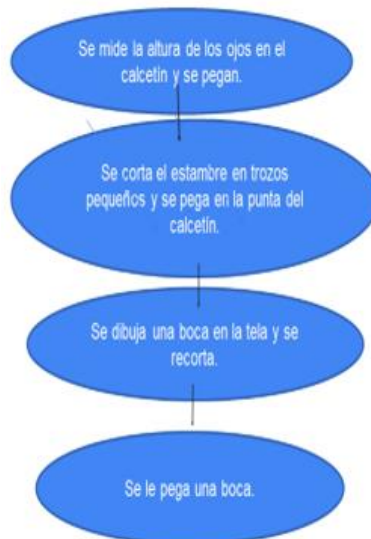 Se mide la altura de los ojos en el
calcetín y se pegan.
Se corta el estambre en trozos
pequeños y se pega en la punta del
calcetín.
Se dibuja una boca en la tela y se
recorta.
Se le pega una boca.